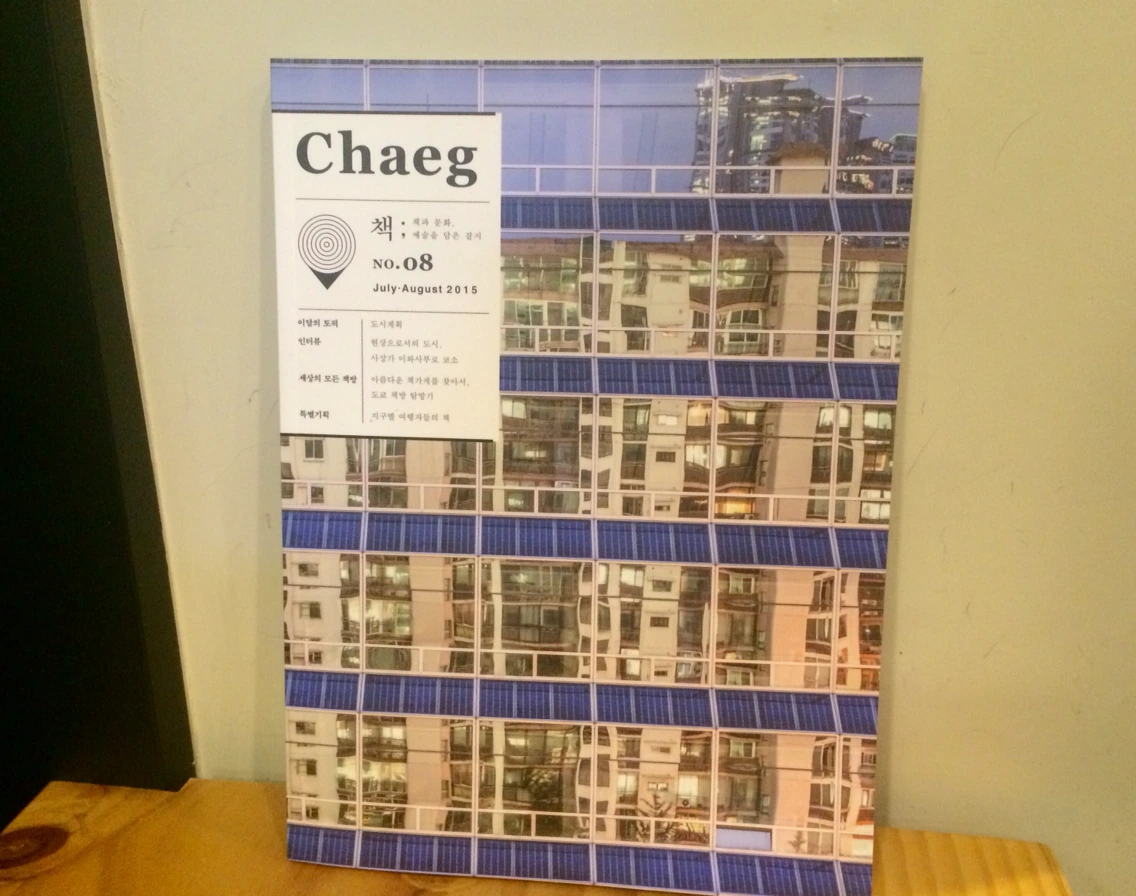 Chaeg
책 ; 책과 문화,
예술을 담은 잡지
NO.08
July·August 2015
이달의 토픽 도시계획
인터뷰 현상으로서의 도시,
사상가 이와사부로 코소
세상의 모든 책방 아름다운 책가게를 찾아서,
도쿄 책방 탐방기
특별기획 지구별 여행자들의 책